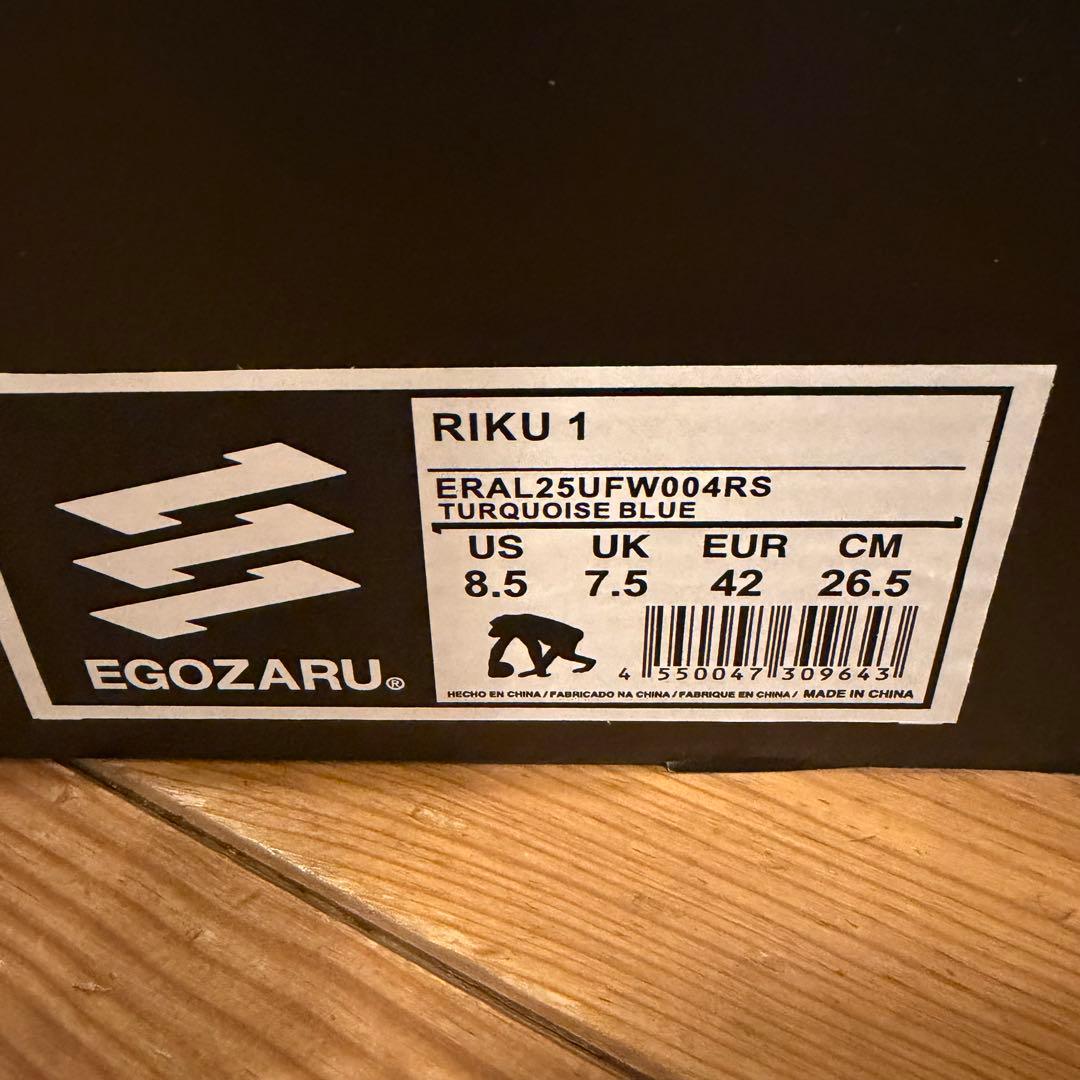 EGOZARU®
RIKU 1
ERAL25UFW004RS
TURQUOISE BLUE
US UK EUR CM
8.5 7.5 42 26.5
4 550047 309643
HECHO EN CHINA / FABRICADO NA CHINA / FABRIQUE EN CHINA / MADE IN CHINA